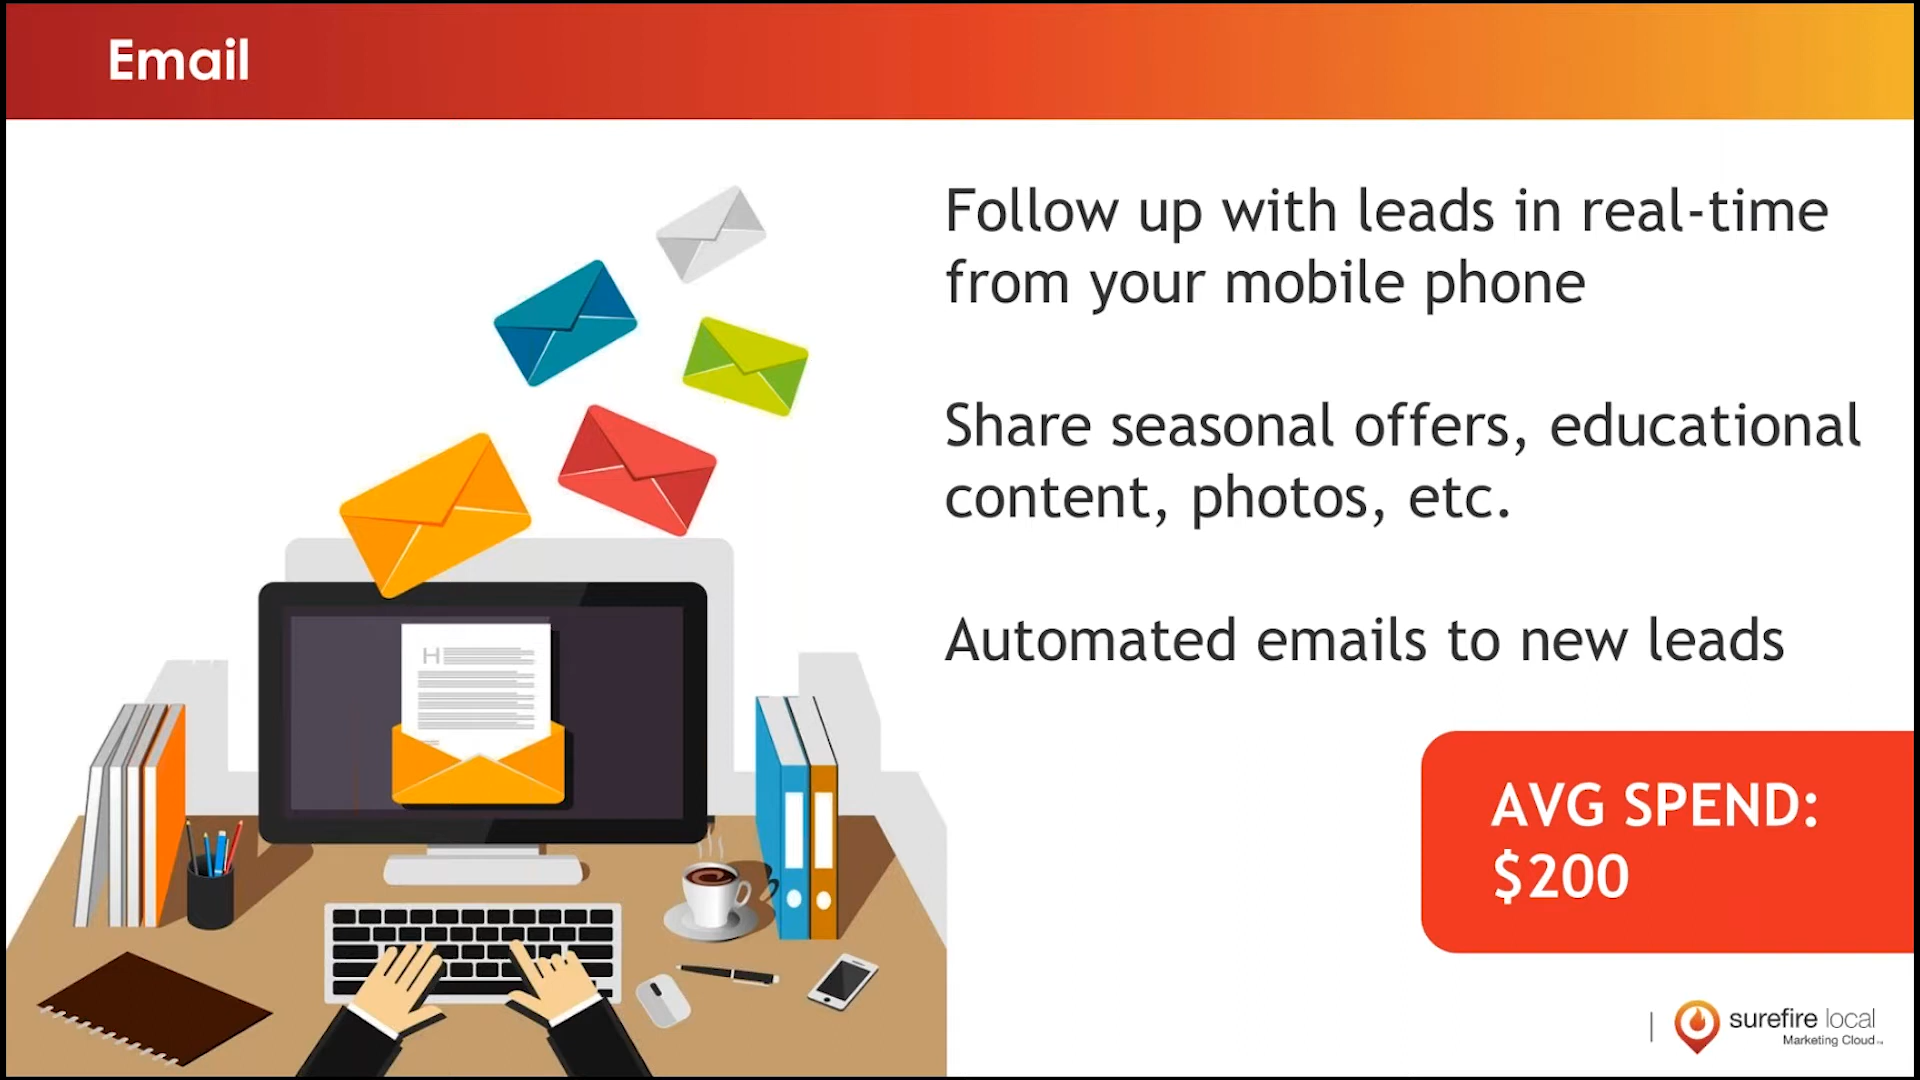 Email
Follow up with leads in real-time
from your mobile phone
Share seasonal offers, educational
content, photos, etc.
Automated emails to new leads
H
AVG SPEND:
$200
surefire local
Marketing Cloud